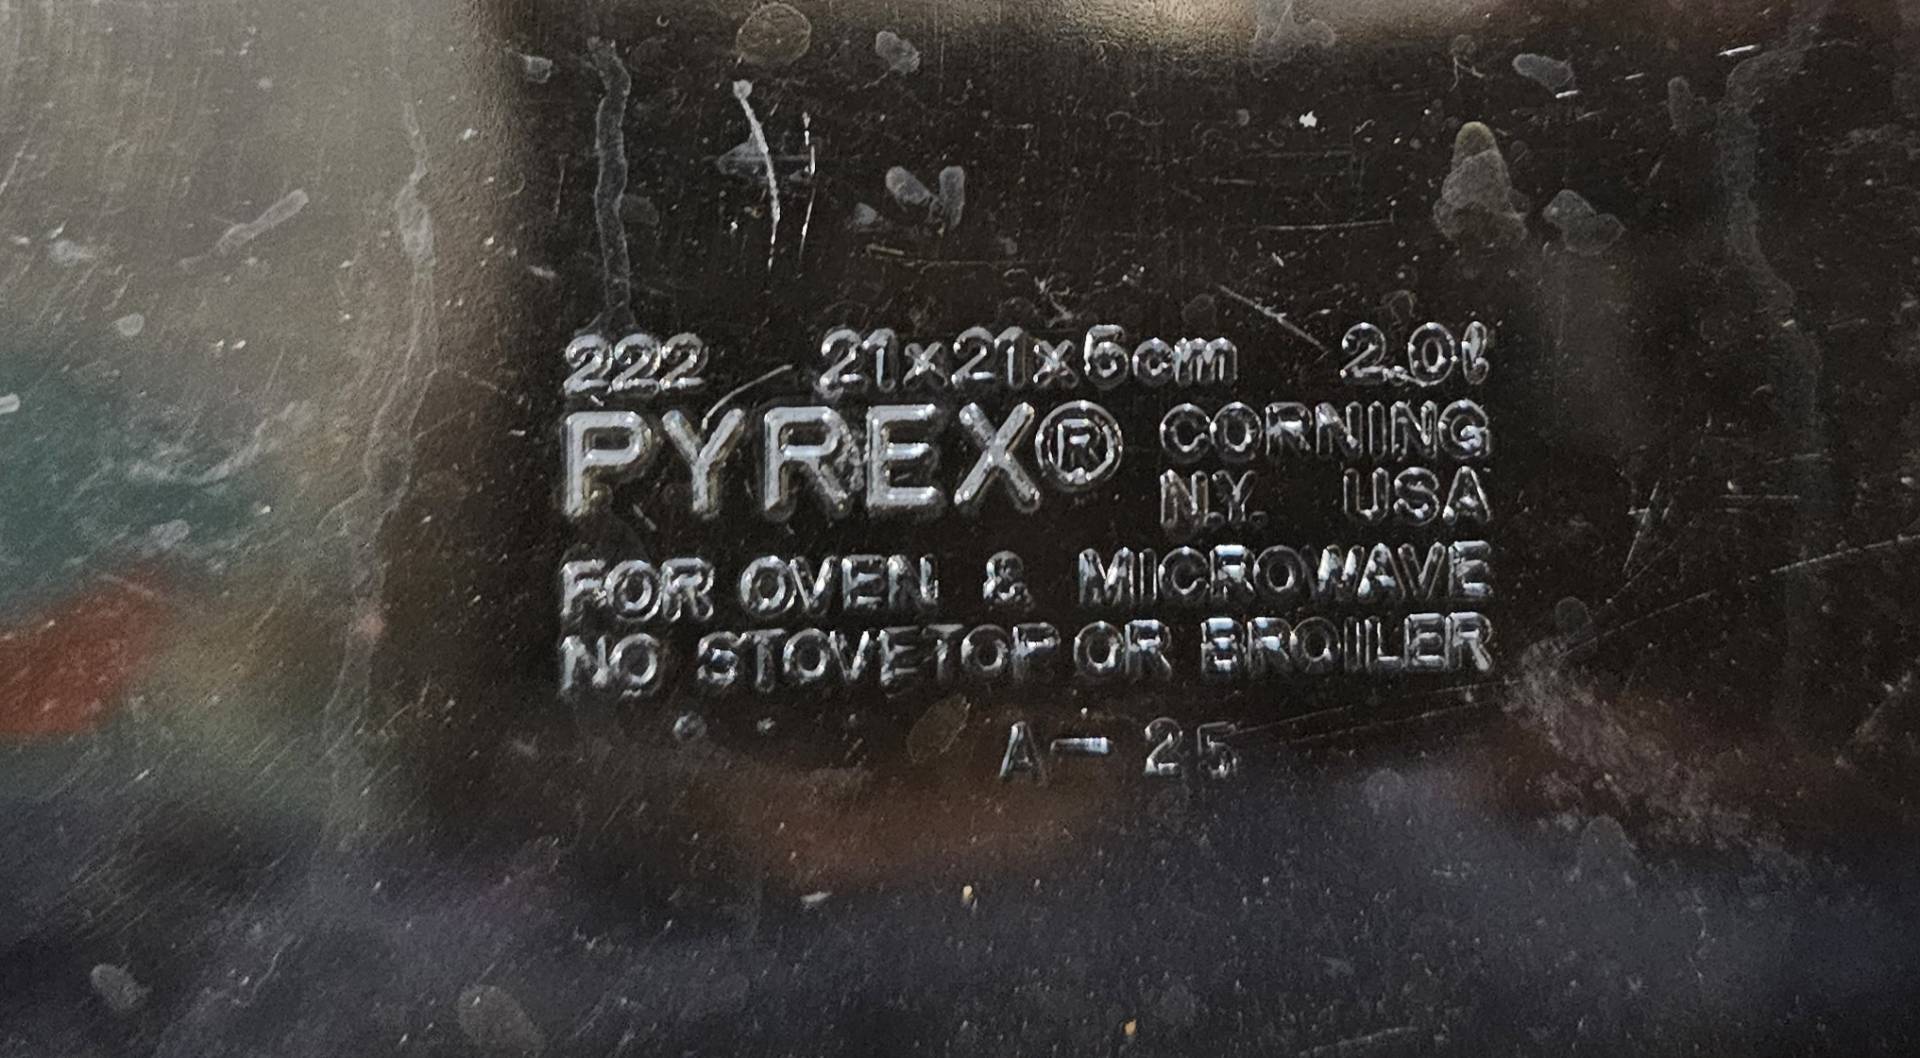 222 21x21x5cm 2.0ℓ
PYREX® CORNING
N.Y. USA
FOR OVEN & MICROWAVE
NO STOVETOP OR BROILER
A-25